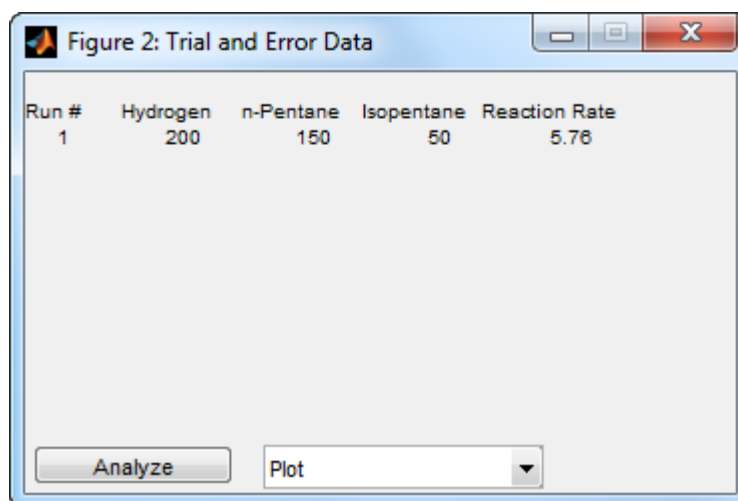 Figure 2: Trial and Error Data
Run # Hydrogen n-Pentane Isopentane Reaction Rate
1 200 150 50 5.76
Analyze Plot